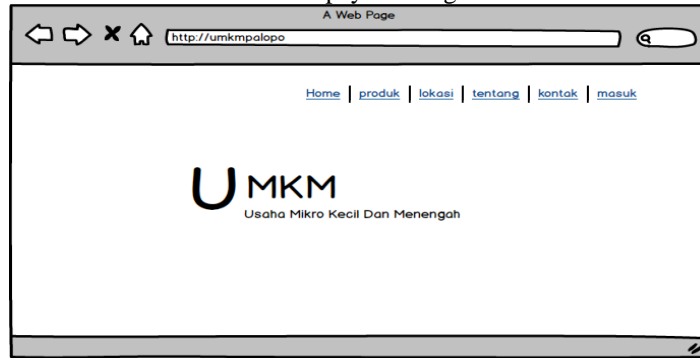 A Web Page
http://umkmpalopo
Home | produk | lokasi | tentang | kontak | masuk
UMKM
Usaha Mikro Kecil Dan Menengah